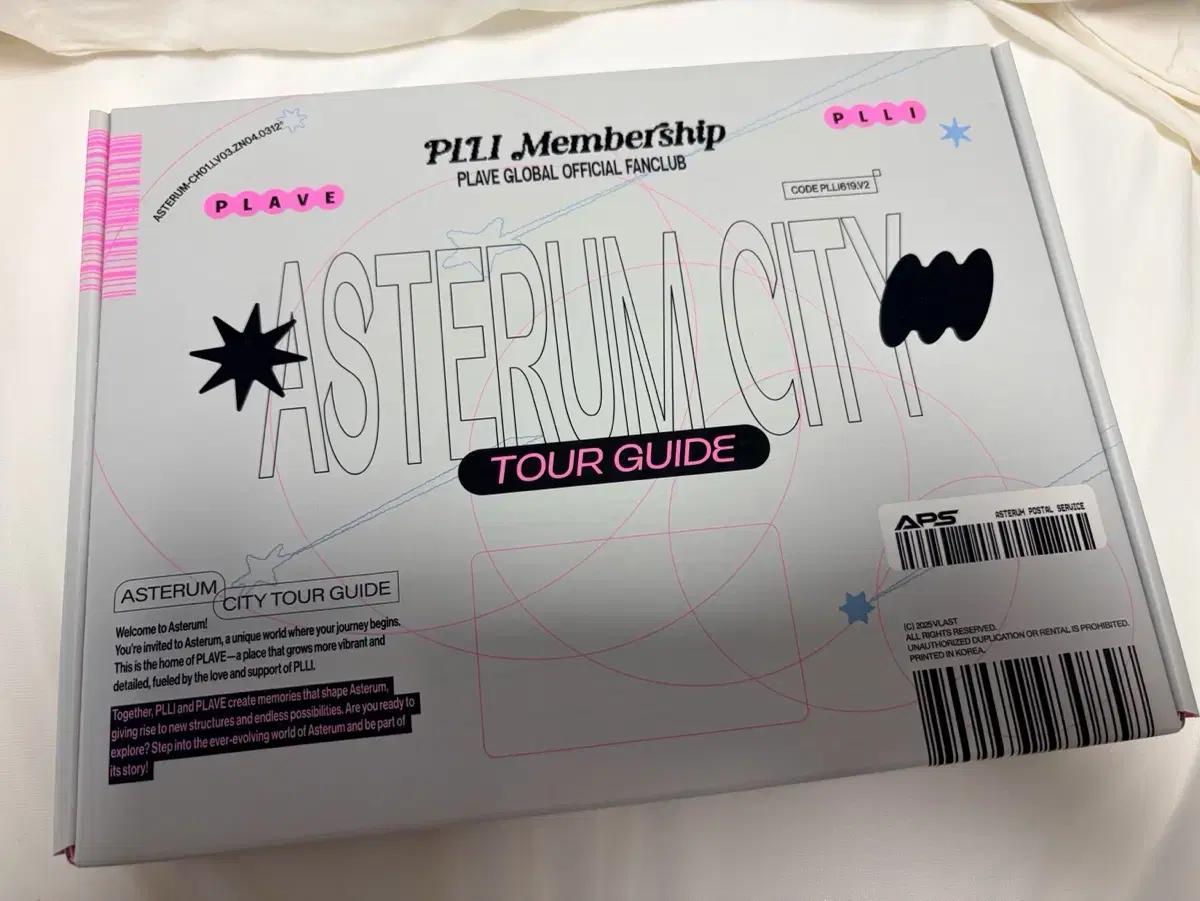 ASTERUM-CH01.LV03.ZN04.0312"
PLAVE
PLLI Membership
PLAVE GLOBAL OFFICIAL FANCLUB
PLLI
CODE PLLI619.V2
ASTERUM CITY
TOUR GUIDE
APS
ASTERUM POSTAL SERVICE
ASTERUM
CITY TOUR GUIDE
Welcome to Asterum!
You're invited to Asterum, a unique world where your journey begins.
This is the home of PLAVE—a place that grows more vibrant and
detailed, fueled by the love and support of PLLI.
Together, PLLI and PLAVE create memories that shape Asterum,
giving rise to new structures and endless possibilities. Are you ready to
explore? Step into the ever-evolving world of Asterum and be part of
its story!
(C) 2025 VLAST
ALL RIGHTS RESERVED.
UNAUTHORIZED DUPLICATION OR RENTAL IS PROHIBITED.
PRINTED IN KOREA.